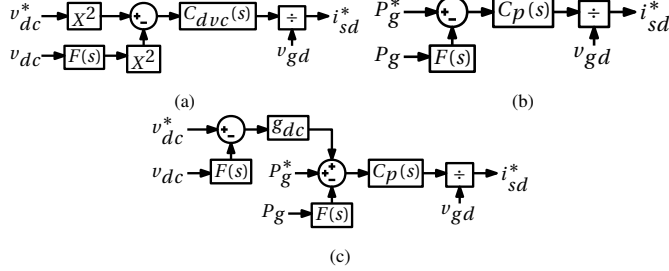 v*dc X² + - Cdvc(s) ÷ i*sd
vdc F(s) X² vgd
(a)
P*g + - Cp(s) ÷ i*sd
Pg F(s) vgd
(b)
v*dc + - gdc
vdc F(s) P*g + + - Cp(s) ÷ i*sd
Pg F(s) vgd
(c)